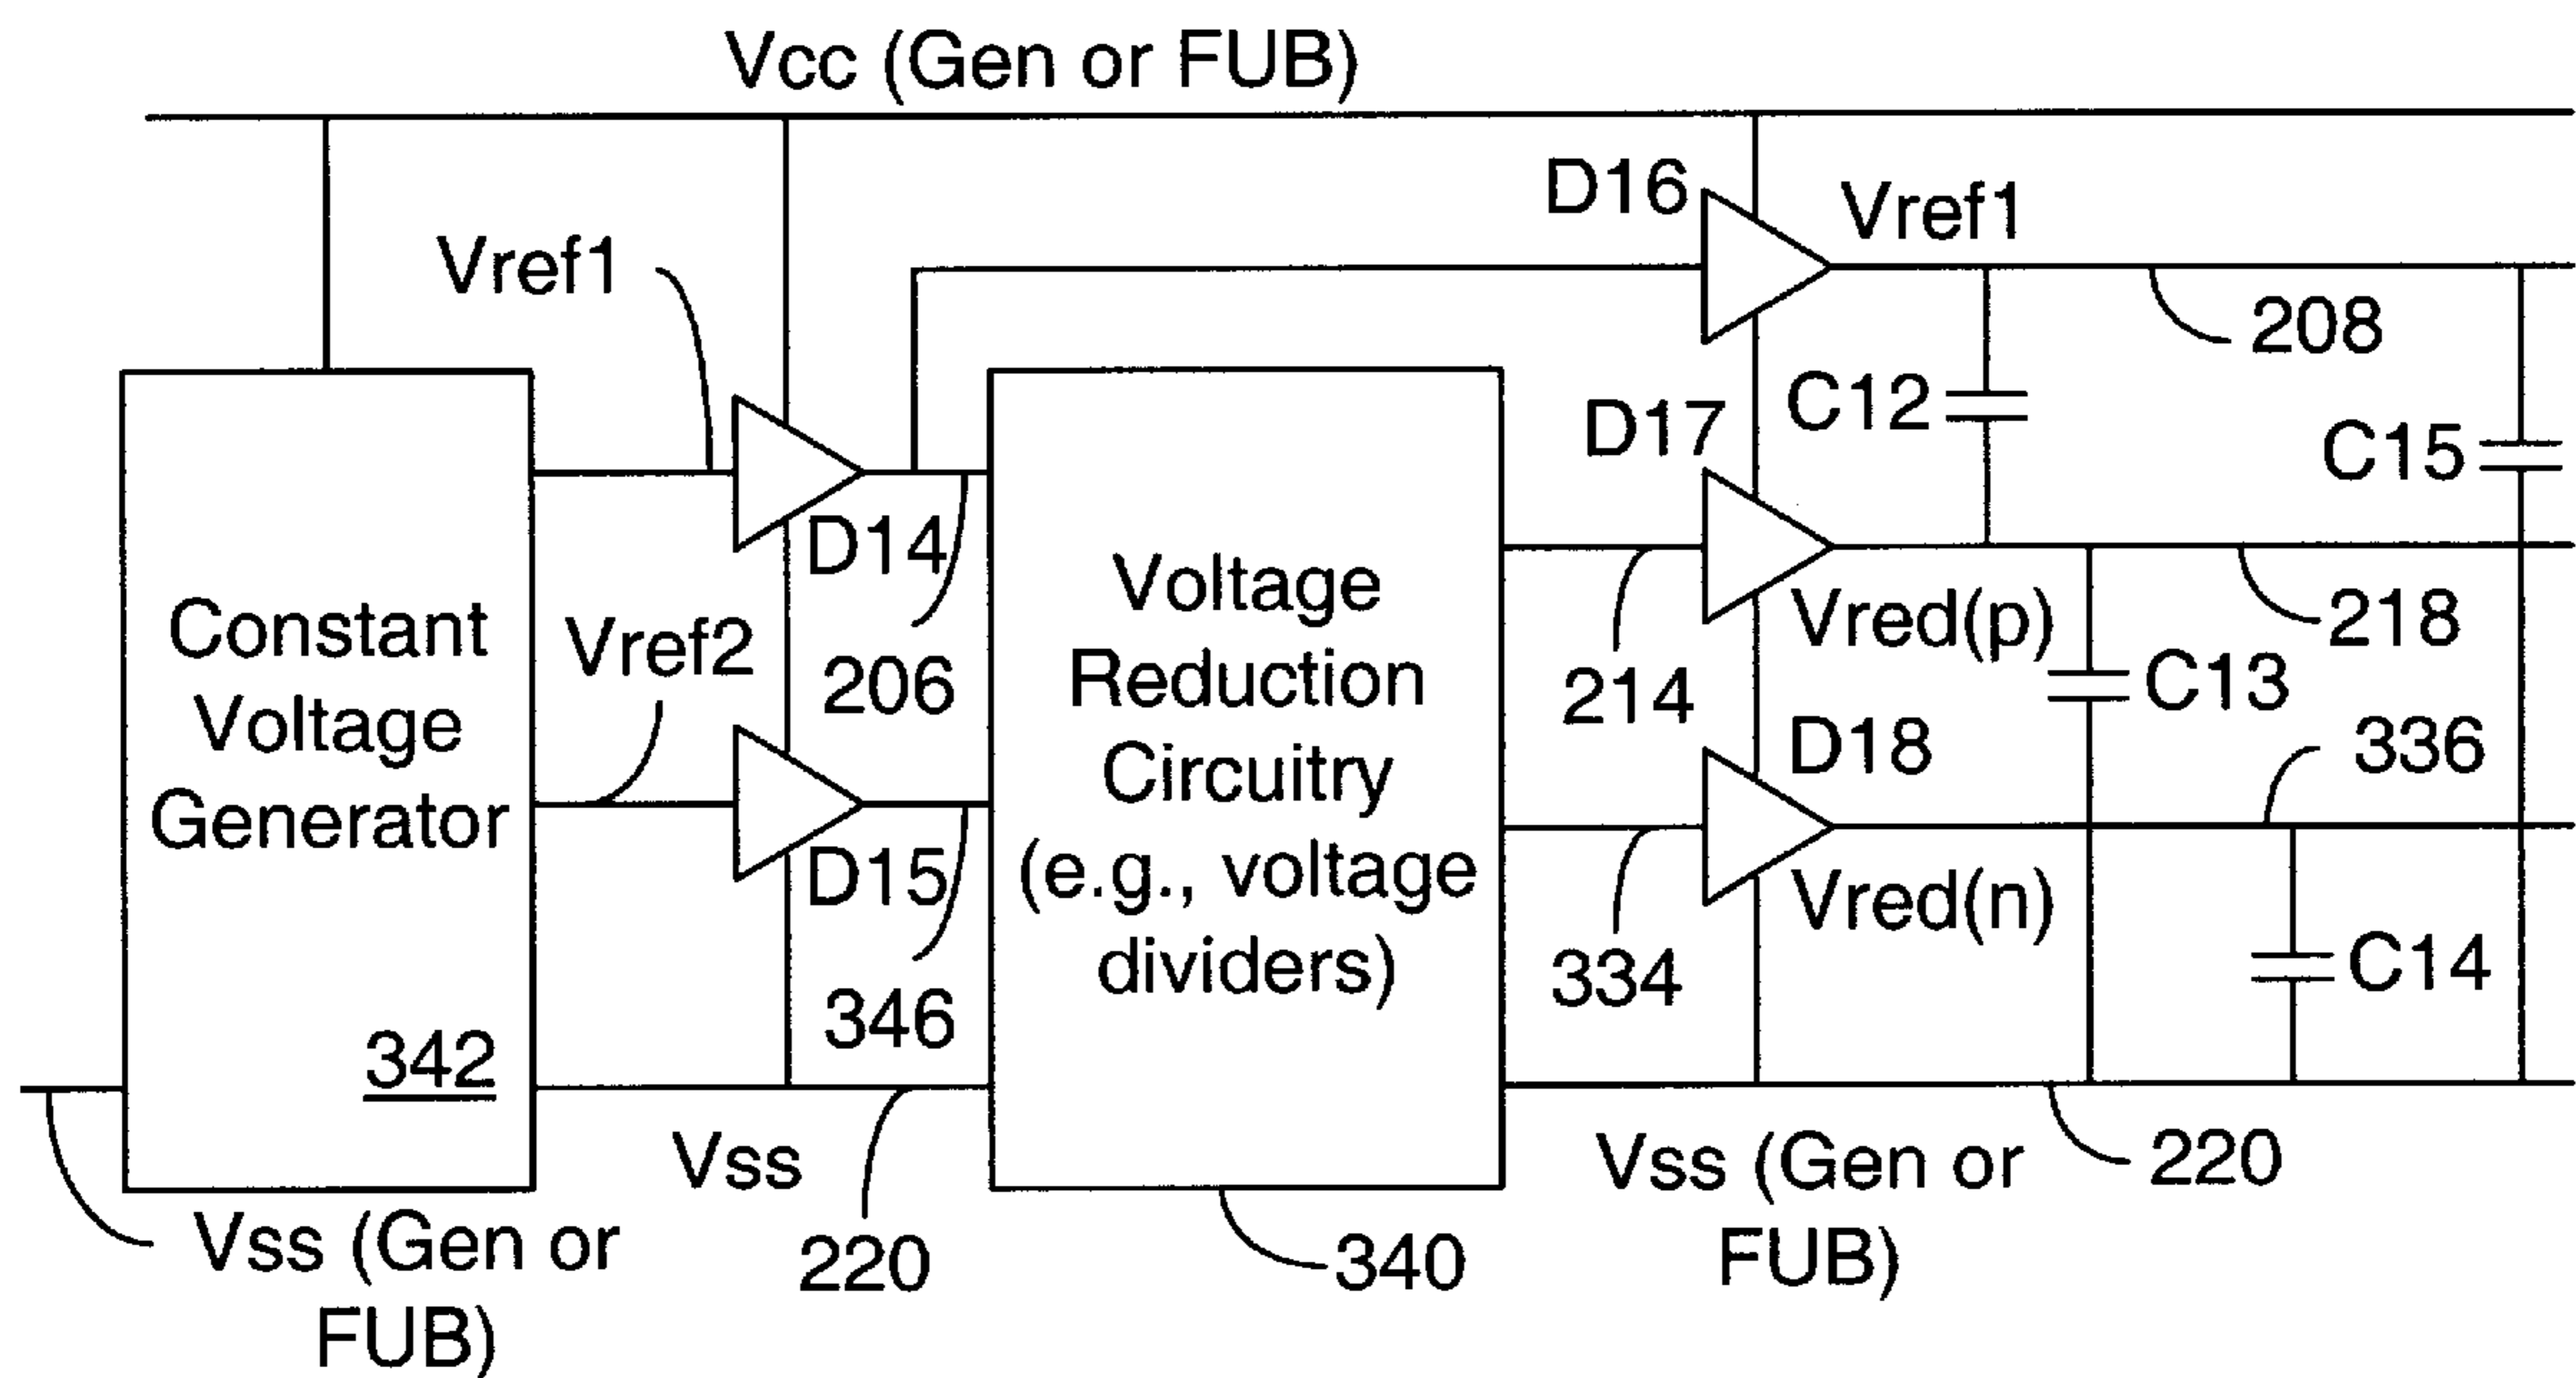 Vcc (Gen or FUB)
D16
Vref1
Vref1
208
D17
C12
C15
D14
Constant
Voltage
Generator
342
Vref2
206
Voltage
Reduction
Circuitry
(e.g., voltage
dividers)
214
Vred(p)
218
C13
D18
336
D15
346
334
Vred(n)
C14
Vss (Gen or
FUB)
Vss
220
340
Vss (Gen or
FUB)
220